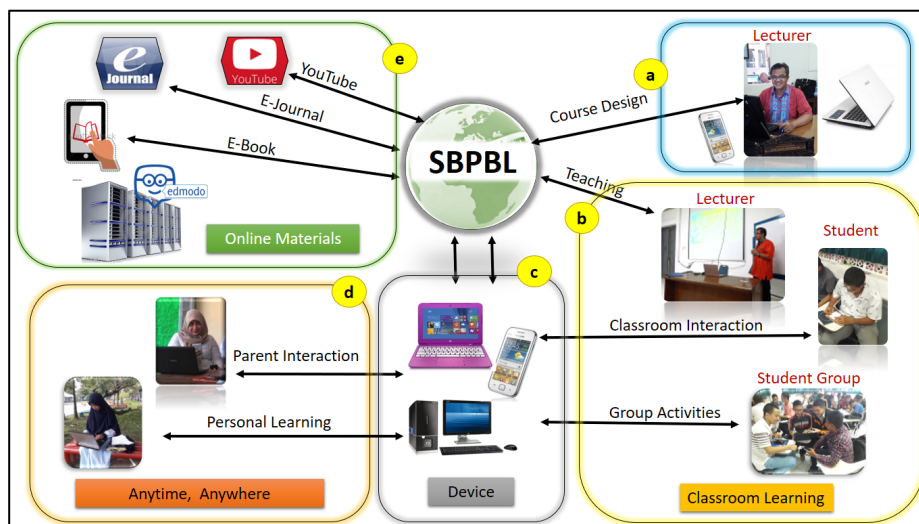 e
Journal
YouTube
YouTube
E-Journal
E-Book
edmodo
Online Materials
e
SBPBL
a
Lecturer
Course Design
Teaching
b
Lecturer
Student
Classroom Interaction
Student Group
Group Activities
Classroom Learning
c
Device
d
Parent Interaction
Personal Learning
Anytime, Anywhere